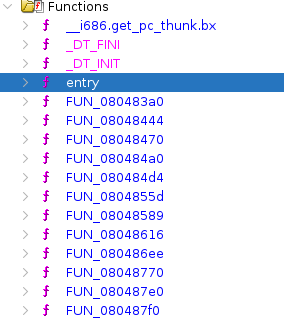 Functions
__i686.get_pc_thunk.bx
_DT_FINI
_DT_INIT
entry
FUN_080483a0
FUN_08048444
FUN_08048470
FUN_080484a0
FUN_080484d4
FUN_0804855d
FUN_08048589
FUN_08048616
FUN_080486ee
FUN_08048770
FUN_080487e0
FUN_080487f0